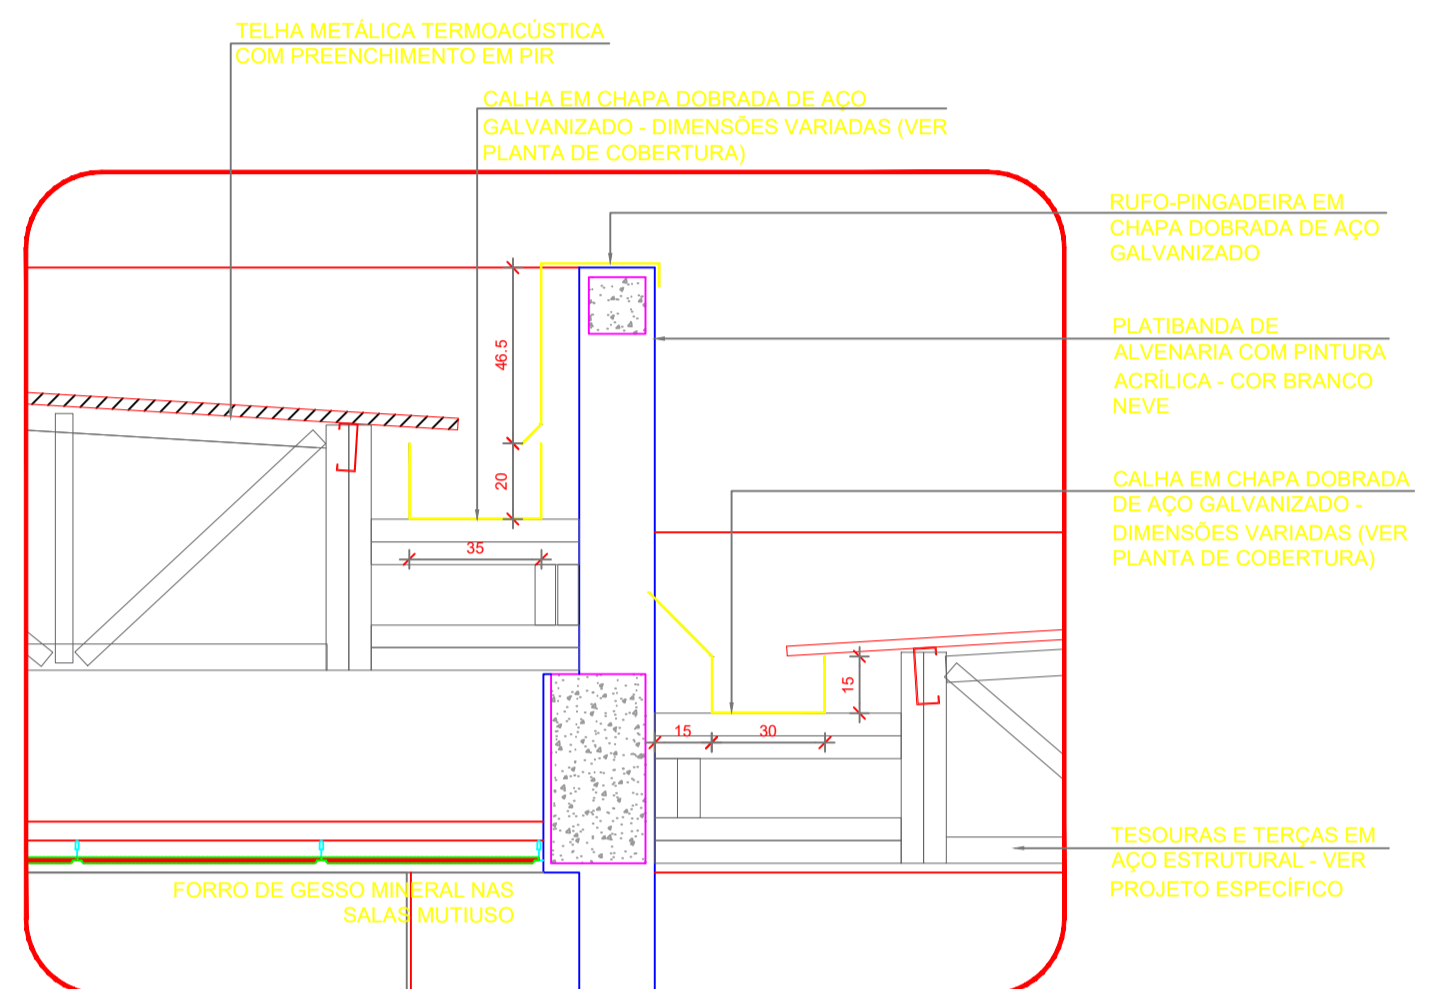 TELHA METÁLICA TERMOACÚSTICA
COM PREENCHIMENTO EM PIR
CALHA EM CHAPA DOBRADA DE AÇO
GALVANIZADO - DIMENSÕES VARIADAS (VER
PLANTA DE COBERTURA)
RUFO-PINGADEIRA EM
CHAPA DOBRADA DE AÇO
GALVANIZADO
PLATIBANDA DE
ALVENARIA COM PINTURA
ACRÍLICA - COR BRANCO
NEVE
46.5
20
35
CALHA EM CHAPA DOBRADA
DE AÇO GALVANIZADO -
DIMENSÕES VARIADAS (VER
PLANTA DE COBERTURA)
15
15
30
TESOURAS E TERÇAS EM
AÇO ESTRUTURAL - VER
PROJETO ESPECÍFICO
FORRO DE GESSO MINERAL NAS
SALAS MUTIUSO